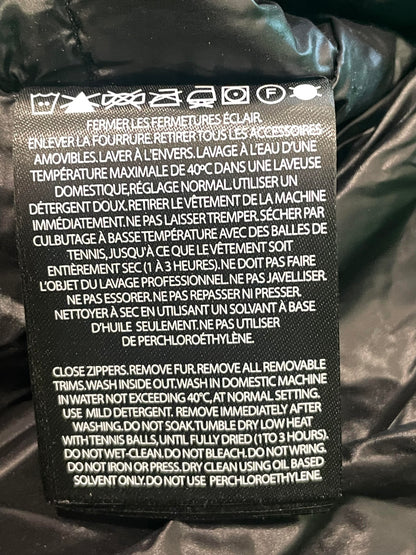 FERMER LES FERMETURES ÉCLAIR.
ENLEVER LA FOURRURE. RETIRER TOUS LES ACCESSOIRES
AMOVIBLES. LAVER À L'ENVERS. LAVAGE À L'EAU D'UNE
TEMPÉRATURE MAXIMALE DE 40ºC DANS UNE LAVEUSE
DOMESTIQUE, RÉGLAGE NORMAL. UTILISER UN
DÉTERGENT DOUX. RETIRER LE VÊTEMENT DE LA MACHINE
IMMÉDIATEMENT. NE PAS LAISSER TREMPER. SÉCHER PAR
CULBUTAGE À BASSE TEMPÉRATURE AVEC DES BALLES DE
TENNIS, JUSQU'À CE QUE LE VÊTEMENT SOIT
ENTIÈREMENT SEC (1 À 3 HEURES). NE DOIT PAS FAIRE
L'OBJET DU LAVAGE PROFESSIONNEL. NE PAS JAVELLISER.
NE PAS ESSORER. NE PAS REPASSER NI PRESSER.
NETTOYER À SEC EN UTILISANT UN SOLVANT À BASE
D'HUILE SEULEMENT. NE PAS UTILISER
DE PERCHLOROÉTHYLÈNE.
CLOSE ZIPPERS. REMOVE FUR. REMOVE ALL REMOVABLE
TRIMS. WASH INSIDE OUT. WASH IN DOMESTIC MACHINE
IN WATER NOT EXCEEDING 40°C, AT NORMAL SETTING.
USE MILD DETERGENT. REMOVE IMMEDIATELY AFTER
WASHING. DO NOT SOAK. TUMBLE DRY LOW HEAT
WITH TENNIS BALLS, UNTIL FULLY DRIED (1 TO 3 HOURS).
DO NOT WET-CLEAN. DO NOT BLEACH. DO NOT WRING.
DO NOT IRON OR PRESS. DRY CLEAN USING OIL BASED
SOLVENT ONLY. DO NOT USE PERCHLOROETHYLENE.